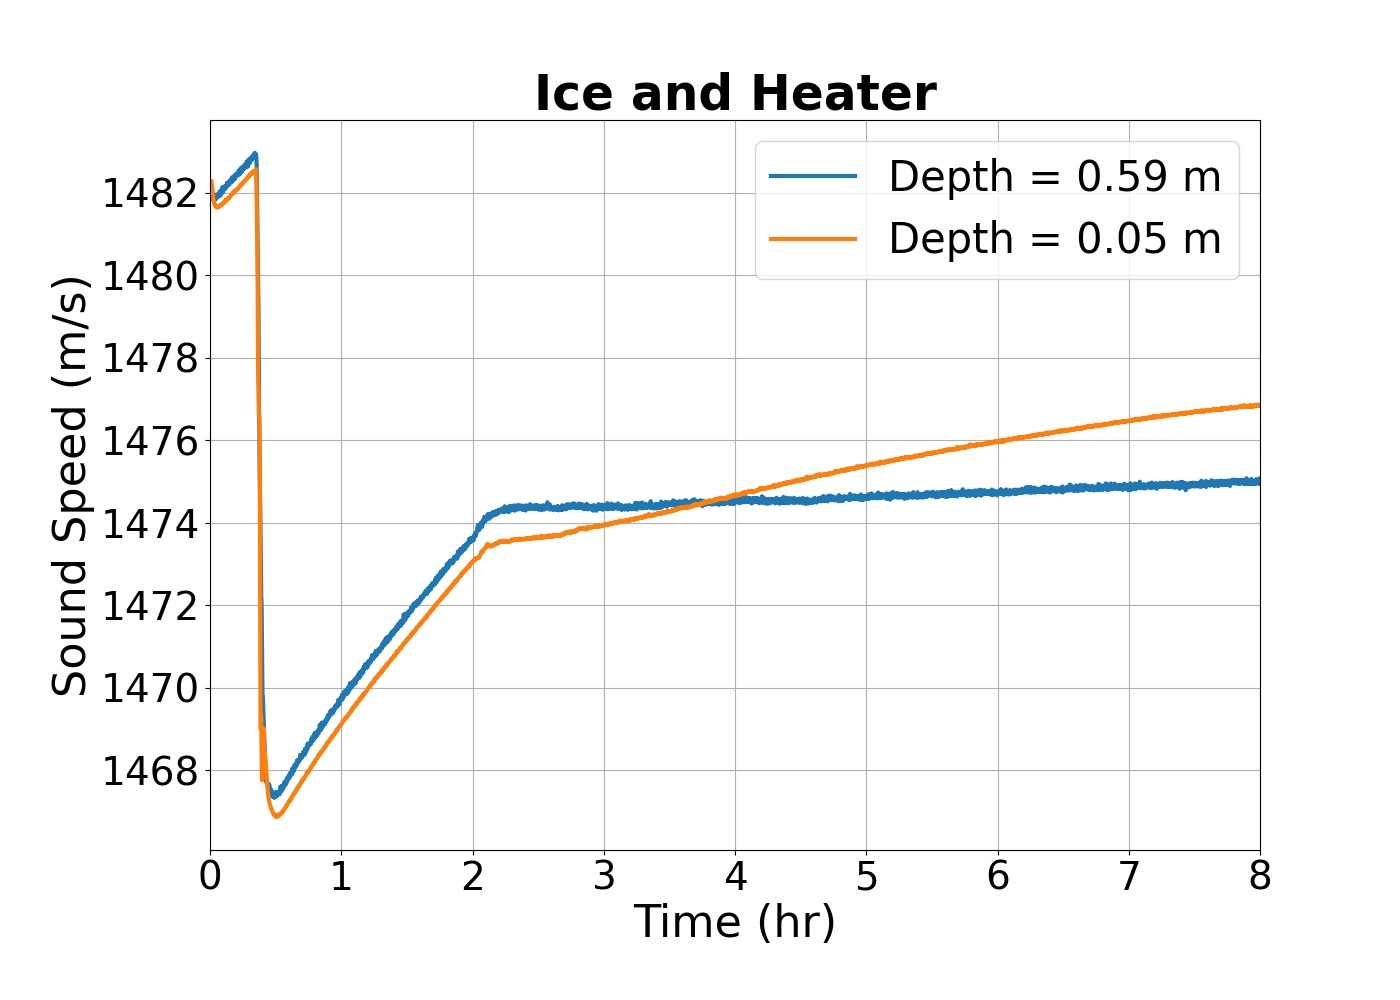 Ice and Heater
Depth = 0.59 m
Depth = 0.05 m
Sound Speed (m/s)
1482
1480
1478
1476
1474
1472
1470
1468
0 1 2 3 4 5 6 7 8
Time (hr)